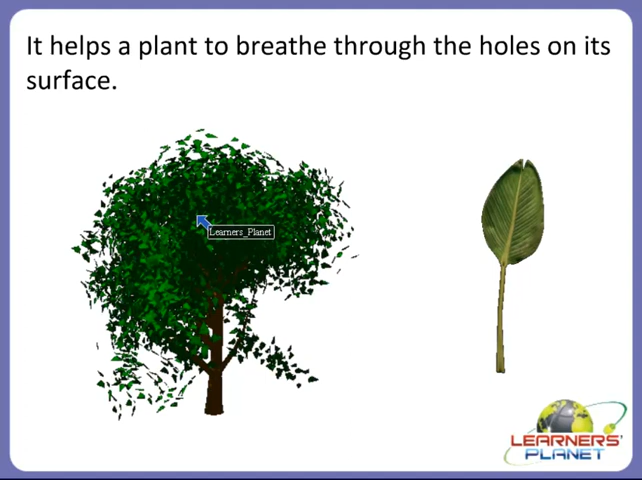 It helps a plant to breathe through the holes on its
surface.
Learners_Planet
LEARNERS'
PLANET